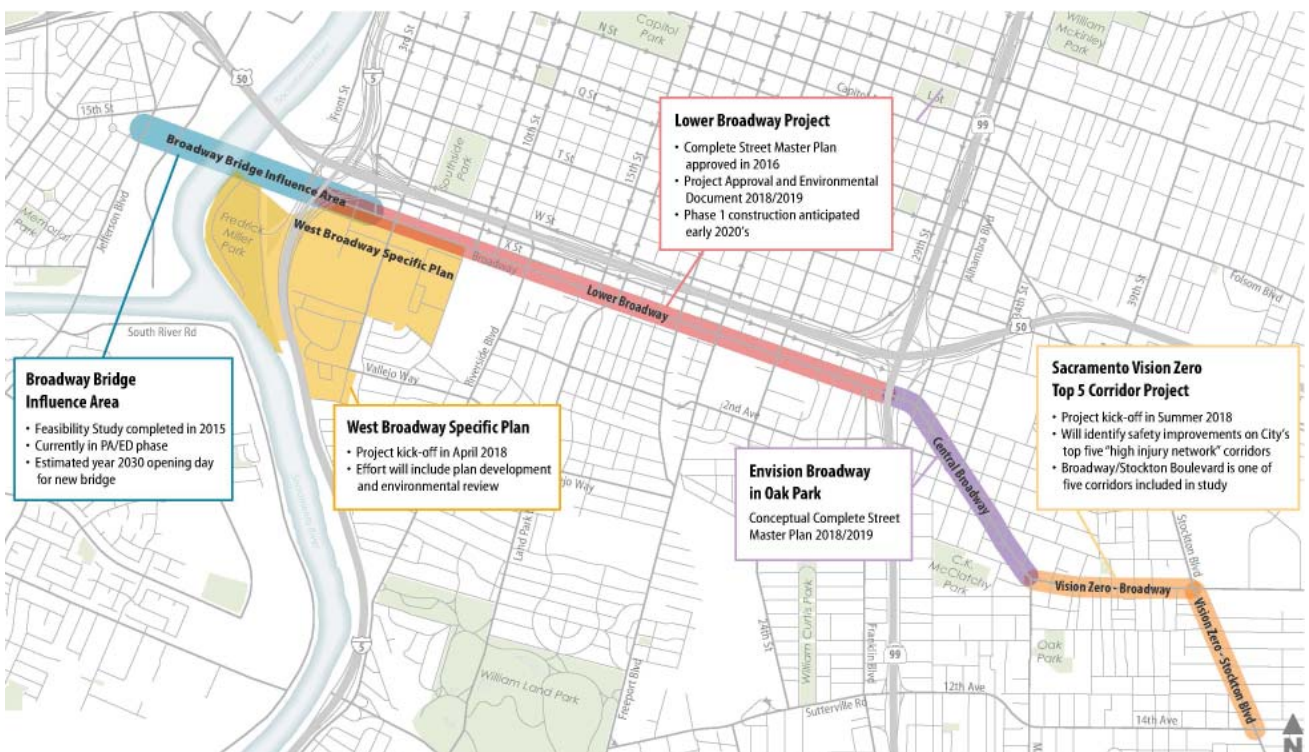 Capitol
Park
William
McKinley
Park
N St
3rd St
50
5
15th St
Front St
Q St
10th St
T St
15th St
L St
99
Southside
Park
W St
X St
29th St
Alhambra Blvd
34th St
39th St
Folsom Blvd
50
Broadway Bridge Influence Area
Memorial
Park
Jefferson Blvd
Fredrick
Miller
Park
West Broadway Specific Plan
Broadway
Lower Broadway
Lower Broadway Project
• Complete Street Master Plan
approved in 2016
• Project Approval and Environmental
Document 2018/2019
• Phase 1 construction anticipated
early 2020's
South River Rd
Vallejo Way
Riverside Blvd
2nd Ave
Broadway Bridge
Influence Area
• Feasibility Study completed in 2015
• Currently in PA/ED phase
• Estimated year 2030 opening day
for new bridge
West Broadway Specific Plan
• Project kick-off in April 2018
• Effort will include plan development
and environmental review
Envision Broadway
in Oak Park
Conceptual Complete Street
Master Plan 2018/2019
Sacramento Vision Zero
Top 5 Corridor Project
• Project kick-off in Summer 2018
• Will identify safety improvements on City's
top five "high injury network" corridors
• Broadway/Stockton Boulevard is one of
five corridors included in study
Central Broadway
Stockton Blvd
C.K.
McClatchy
Park
Vision Zero - Broadway
Vision Zero - Stockton Blvd
Land Park
24th St
William Curtis Park
Franklin Blvd
Oak
Park
5
99
William Land Park
Freeport Blvd
Sutterville Rd
12th Ave
14th Ave
N